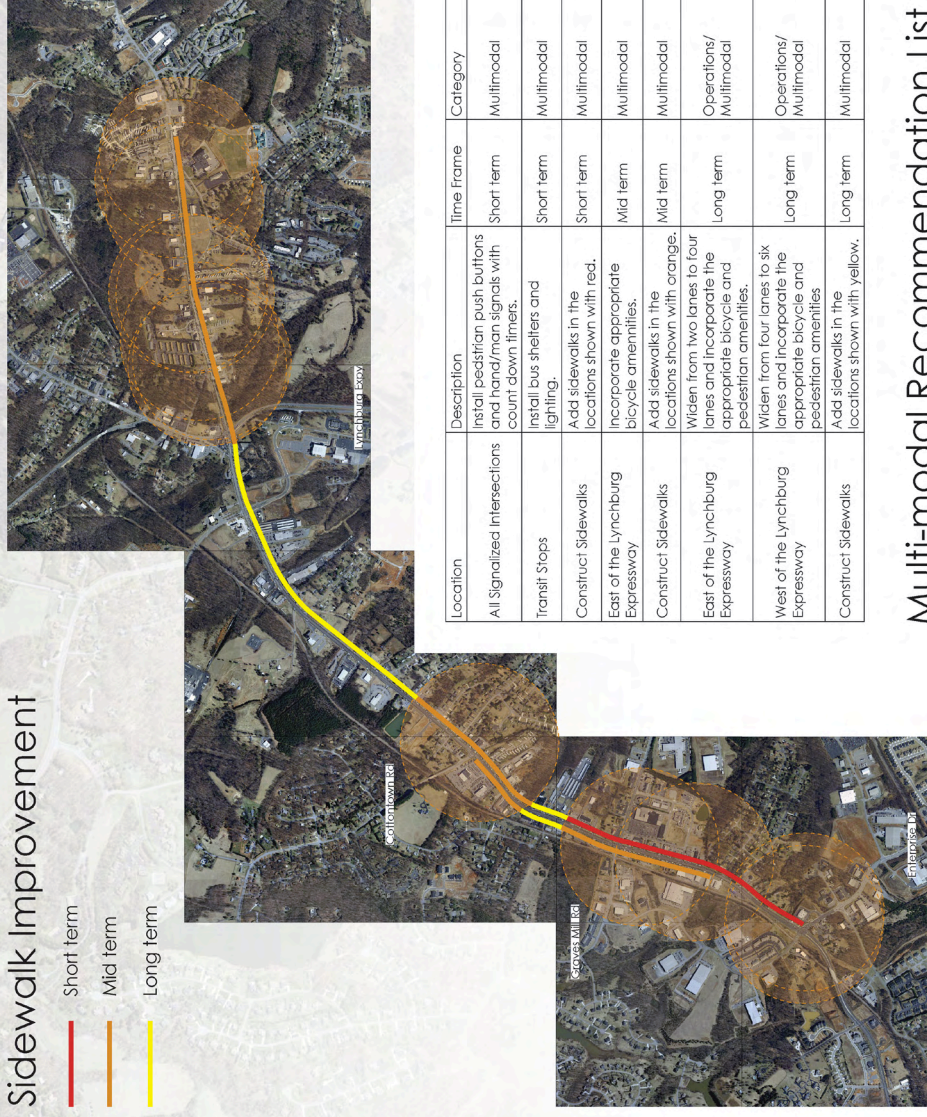 Sidewalk Improvement
Short term
Mid term
Long term
Lynchburg Expy
Cottontown Rd
Graves Mill Rd
Enterprise Dr
Location Description Time Frame Category
All Signalized Intersections
Install pedstrian push buttons
and hand/man signals with
count down timers.
Short term
Multimodal
Transit Stops
Install bus shelters and
lighting.
Short term
Multimodal
Construct Sidewalks
Add sidewalks in the
locations shown with red.
Short term
Multimodal
East of the Lynchburg
Expressway
Incorporate appropriate
bicycle amennities.
Mid term
Multimodal
Construct Sidewalks
Add sidewalks in the
locations shown with orange.
Mid term
Multimodal
East of the Lynchburg
Expressway
Widen from two lanes to four
lanes and incorporate the
appropriate bicycle and
pedestrian amenities.
Long term
Operations/
Multimodal
West of the Lynchburg
Expressway
Widen from four lanes to six
lanes and incorporate the
appropriate bicycle and
pedestrian amenities
Long term
Operations/
Multimodal
Construct Sidewalks
Add sidewalks in the
locations shown with yellow.
Long term
Multimodal
Multi-modal Recommendation List